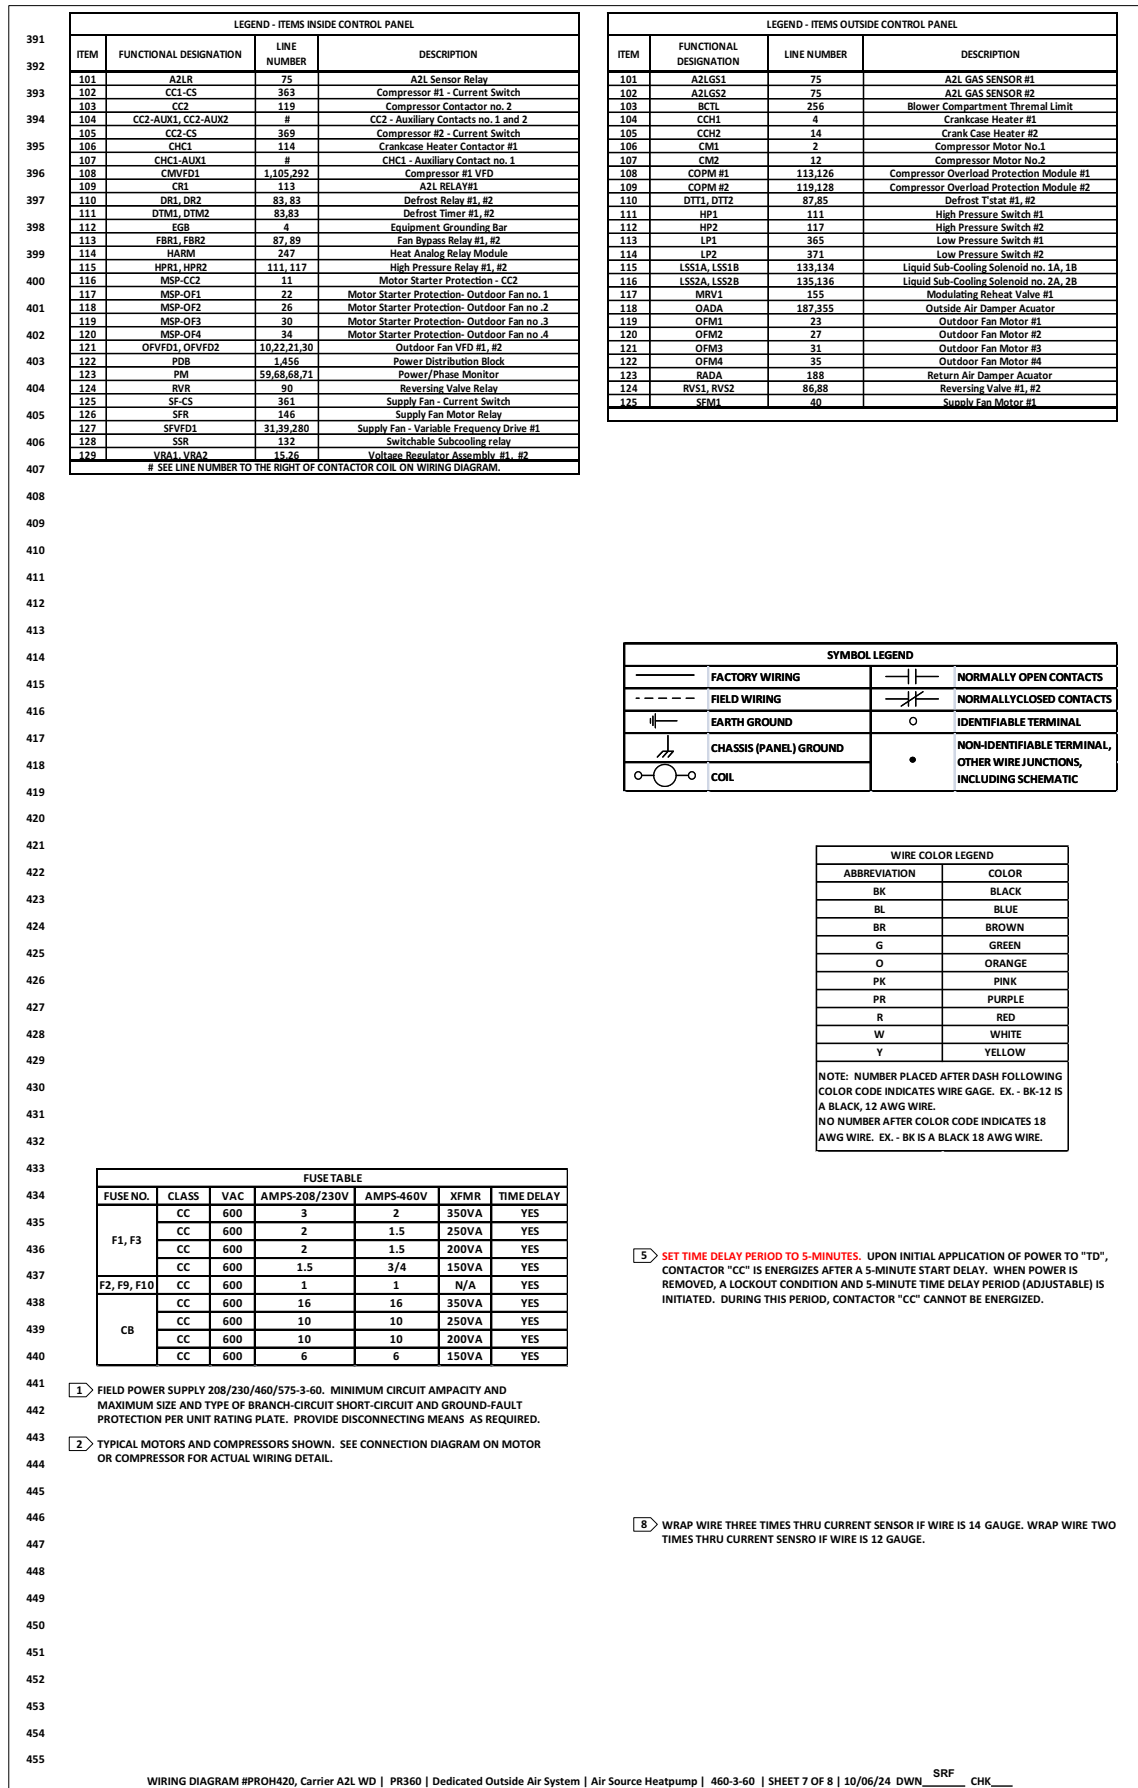 391
392
393
394
395
396
397
398
399
400
401
402
403
404
405
406
407
408
409
410
411
412
413
414
415
416
417
418
419
420
421
422
423
424
425
426
427
428
429
430
431
432
433
434
435
436
437
438
439
440
441
442
443
444
445
446
447
448
449
450
451
452
453
454
455
LEGEND - ITEMS INSIDE CONTROL PANEL
ITEM FUNCTIONAL DESIGNATION LINE NUMBER DESCRIPTION
101 A2LR 75 A2L Sensor Relay
102 CC1-CS 363 Compressor #1 - Current Switch
103 CC2 119 Compressor Contactor no. 2
104 CC2-AUX1, CC2-AUX2 # CC2 - Auxiliary Contacts no. 1 and 2
105 CC2-CS 369 Compressor #2 - Current Switch
106 CHC1 114 Crankcase Heater Contactor #1
107 CHC1-AUX1 # CHC1 - Auxiliary Contact no. 1
108 CMVFD1 1,105,292 Compressor #1 VFD
109 CR1 113 A2L RELAY#1
110 DR1, DR2 83, 83 Defrost Relay #1, #2
111 DTM1, DTM2 83,83 Defrost Timer #1, #2
112 EGB 4 Equipment Grounding Bar
113 FBR1, FBR2 87, 89 Fan Bypass Relay #1, #2
114 HARM 247 Heat Analog Relay Module
115 HPR1, HPR2 111, 117 High Pressure Relay #1, #2
116 MSP-CC2 11 Motor Starter Protection - CC2
117 MSP-OF1 22 Motor Starter Protection- Outdoor Fan no. 1
118 MSP-OF2 26 Motor Starter Protection- Outdoor Fan no .2
119 MSP-OF3 30 Motor Starter Protection- Outdoor Fan no .3
120 MSP-OF4 34 Motor Starter Protection- Outdoor Fan no .4
121 OFVFD1, OFVFD2 10,22,21,30 Outdoor Fan VFD #1, #2
122 PDB 1,456 Power Distribution Block
123 PM 59,68,68,71 Power/Phase Monitor
124 RVR 90 Reversing Valve Relay
125 SF-CS 361 Supply Fan - Current Switch
126 SFR 146 Supply Fan Motor Relay
127 SFVFD1 31,39,280 Supply Fan - Variable Frequency Drive #1
128 SSR 132 Switchable Subcooling relay
129 VRA1, VRA2 15,26 Voltage Regulator Assembly #1, #2
# SEE LINE NUMBER TO THE RIGHT OF CONTACTOR COIL ON WIRING DIAGRAM.
LEGEND - ITEMS OUTSIDE CONTROL PANEL
ITEM FUNCTIONAL DESIGNATION LINE NUMBER DESCRIPTION
101 A2LGS1 75 A2L GAS SENSOR #1
102 A2LGS2 75 A2L GAS SENSOR #2
103 BCTL 256 Blower Compartment Thremal Limit
104 CCH1 4 Crankcase Heater #1
105 CCH2 14 Crank Case Heater #2
106 CM1 2 Compressor Motor No.1
107 CM2 12 Compressor Motor No.2
108 COPM #1 113,126 Compressor Overload Protection Module #1
109 COPM #2 119,128 Compressor Overload Protection Module #2
110 DTT1, DTT2 87,85 Defrost T'stat #1, #2
111 HP1 111 High Pressure Switch #1
112 HP2 117 High Pressure Switch #2
113 LP1 365 Low Pressure Switch #1
114 LP2 371 Low Pressure Switch #2
115 LSS1A, LSS1B 133,134 Liquid Sub-Cooling Solenoid no. 1A, 1B
116 LSS2A, LSS2B 135,136 Liquid Sub-Cooling Solenoid no. 2A, 2B
117 MRV1 155 Modulating Reheat Valve #1
118 OADA 187,355 Outside Air Damper Acuator
119 OFM1 23 Outdoor Fan Motor #1
120 OFM2 27 Outdoor Fan Motor #2
121 OFM3 31 Outdoor Fan Motor #3
122 OFM4 35 Outdoor Fan Motor #4
123 RADA 188 Return Air Damper Acuator
124 RVS1, RVS2 86,88 Reversing Valve #1, #2
125 SFM1 40 Supply Fan Motor #1
SYMBOL LEGEND
FACTORY WIRING NORMALLY OPEN CONTACTS
FIELD WIRING NORMALLYCLOSED CONTACTS
EARTH GROUND IDENTIFIABLE TERMINAL
CHASSIS (PANEL) GROUND NON-IDENTIFIABLE TERMINAL,
OTHER WIRE JUNCTIONS,
COIL INCLUDING SCHEMATIC
WIRE COLOR LEGEND
ABBREVIATION COLOR
BK BLACK
BL BLUE
BR BROWN
G GREEN
O ORANGE
PK PINK
PR PURPLE
R RED
W WHITE
Y YELLOW
NOTE: NUMBER PLACED AFTER DASH FOLLOWING
COLOR CODE INDICATES WIRE GAGE. EX. - BK-12 IS
A BLACK, 12 AWG WIRE.
NO NUMBER AFTER COLOR CODE INDICATES 18
AWG WIRE. EX. - BK IS A BLACK 18 AWG WIRE.
FUSE TABLE
FUSE NO. CLASS VAC AMPS-208/230V AMPS-460V XFMR TIME DELAY
F1, F3 CC 600 3 2 350VA YES
CC 600 2 1.5 250VA YES
CC 600 2 1.5 200VA YES
CC 600 1.5 3/4 150VA YES
F2, F9, F10 CC 600 1 1 N/A YES
CB CC 600 16 16 350VA YES
CC 600 10 10 250VA YES
CC 600 10 10 200VA YES
CC 600 6 6 150VA YES
1 FIELD POWER SUPPLY 208/230/460/575-3-60. MINIMUM CIRCUIT AMPACITY AND
MAXIMUM SIZE AND TYPE OF BRANCH-CIRCUIT SHORT-CIRCUIT AND GROUND-FAULT
PROTECTION PER UNIT RATING PLATE. PROVIDE DISCONNECTING MEANS AS REQUIRED.
2 TYPICAL MOTORS AND COMPRESSORS SHOWN. SEE CONNECTION DIAGRAM ON MOTOR
OR COMPRESSOR FOR ACTUAL WIRING DETAIL.
5 SET TIME DELAY PERIOD TO 5-MINUTES. UPON INITIAL APPLICATION OF POWER TO "TD",
CONTACTOR "CC" IS ENERGIZES AFTER A 5-MINUTE START DELAY. WHEN POWER IS
REMOVED, A LOCKOUT CONDITION AND 5-MINUTE TIME DELAY PERIOD (ADJUSTABLE) IS
INITIATED. DURING THIS PERIOD, CONTACTOR "CC" CANNOT BE ENERGIZED.
8 WRAP WIRE THREE TIMES THRU CURRENT SENSOR IF WIRE IS 14 GAUGE. WRAP WIRE TWO
TIMES THRU CURRENT SENSRO IF WIRE IS 12 GAUGE.
WIRING DIAGRAM #PROH420, Carrier A2L WD | PR360 | Dedicated Outside Air System | Air Source Heatpump | 460-3-60 | SHEET 7 OF 8 | 10/06/24 DWN SRF CHK